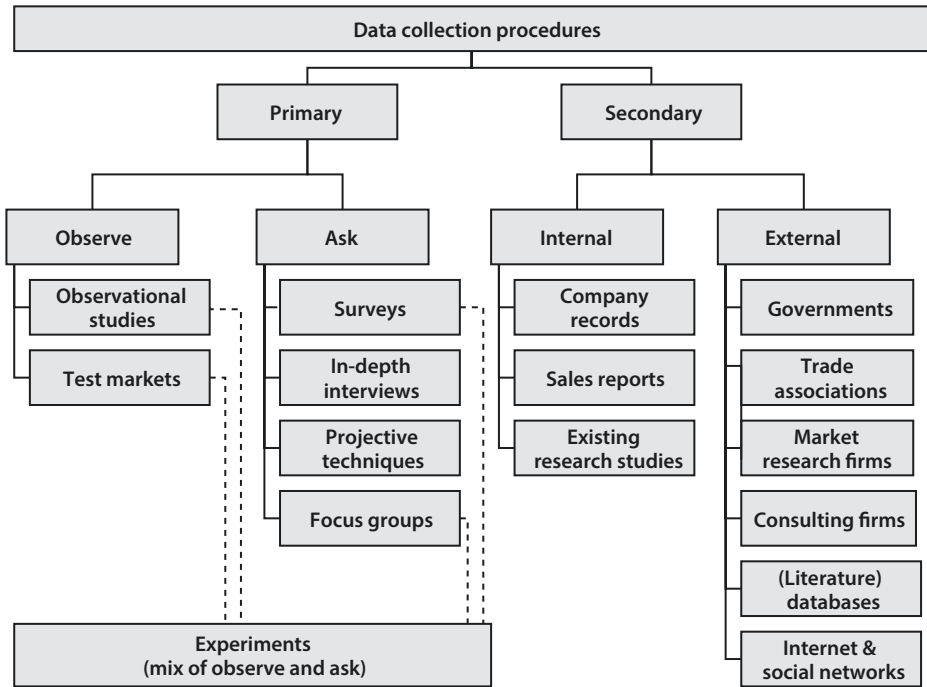 Data collection procedures
Primary
Secondary
Observe
Ask
Internal
External
Observational
studies
Test markets
Surveys
In-depth
interviews
Projective
techniques
Focus groups
Company
records
Sales reports
Existing
research studies
Governments
Trade
associations
Market
research firms
Consulting firms
(Literature)
databases
Internet &
social networks
Experiments
(mix of observe and ask)